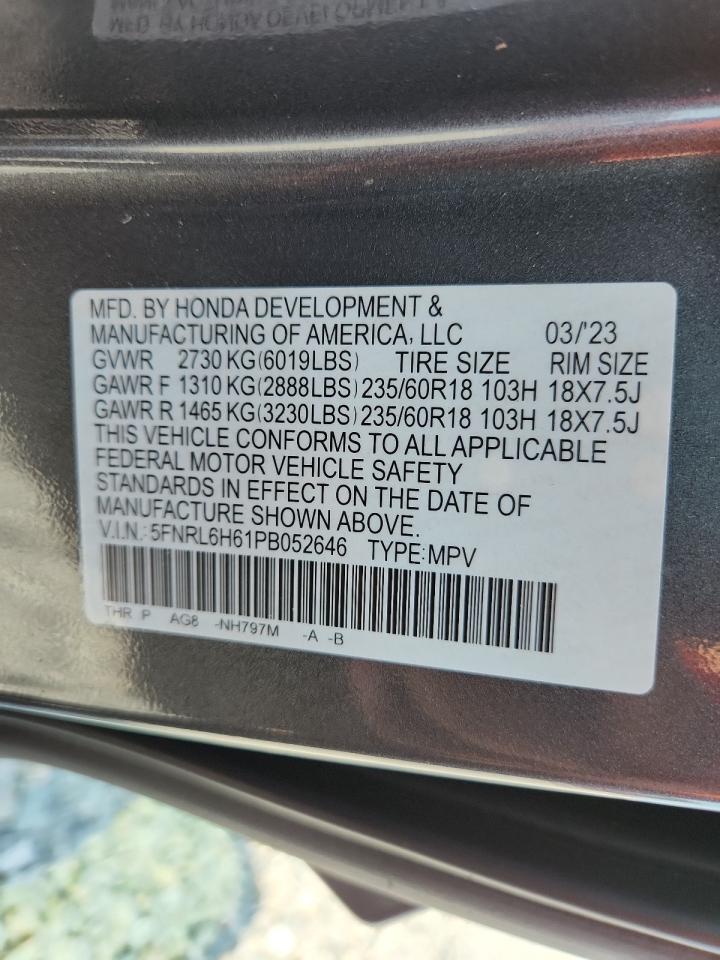 MFD. BY HONDA DEVELOPMENT &
MANUFACTURING OF AMERICA, LLC 03/'23
GVWR 2730 KG(6019LBS) TIRE SIZE RIM SIZE
GAWR F 1310 KG(2888LBS) 235/60R18 103H 18X7.5J
GAWR R 1465 KG(3230LBS) 235/60R18 103H 18X7.5J
THIS VEHICLE CONFORMS TO ALL APPLICABLE
FEDERAL MOTOR VEHICLE SAFETY
STANDARDS IN EFFECT ON THE DATE OF
MANUFACTURE SHOWN ABOVE.
V.I.N.: 5FNRL6H61PB052646 TYPE:MPV
THR P AG8 -NH797M -A -B